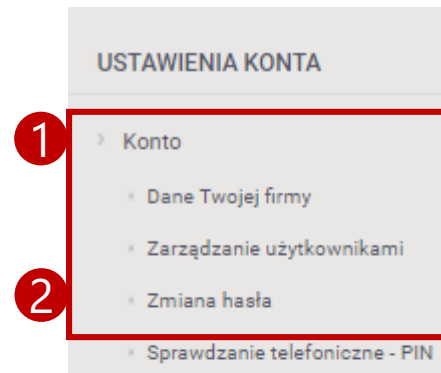 USTAWIENIA KONTA
1
Konto
Dane Twojej firmy
Zarządzanie użytkownikami
2
Zmiana hasła
Sprawdzanie telefoniczne - PIN